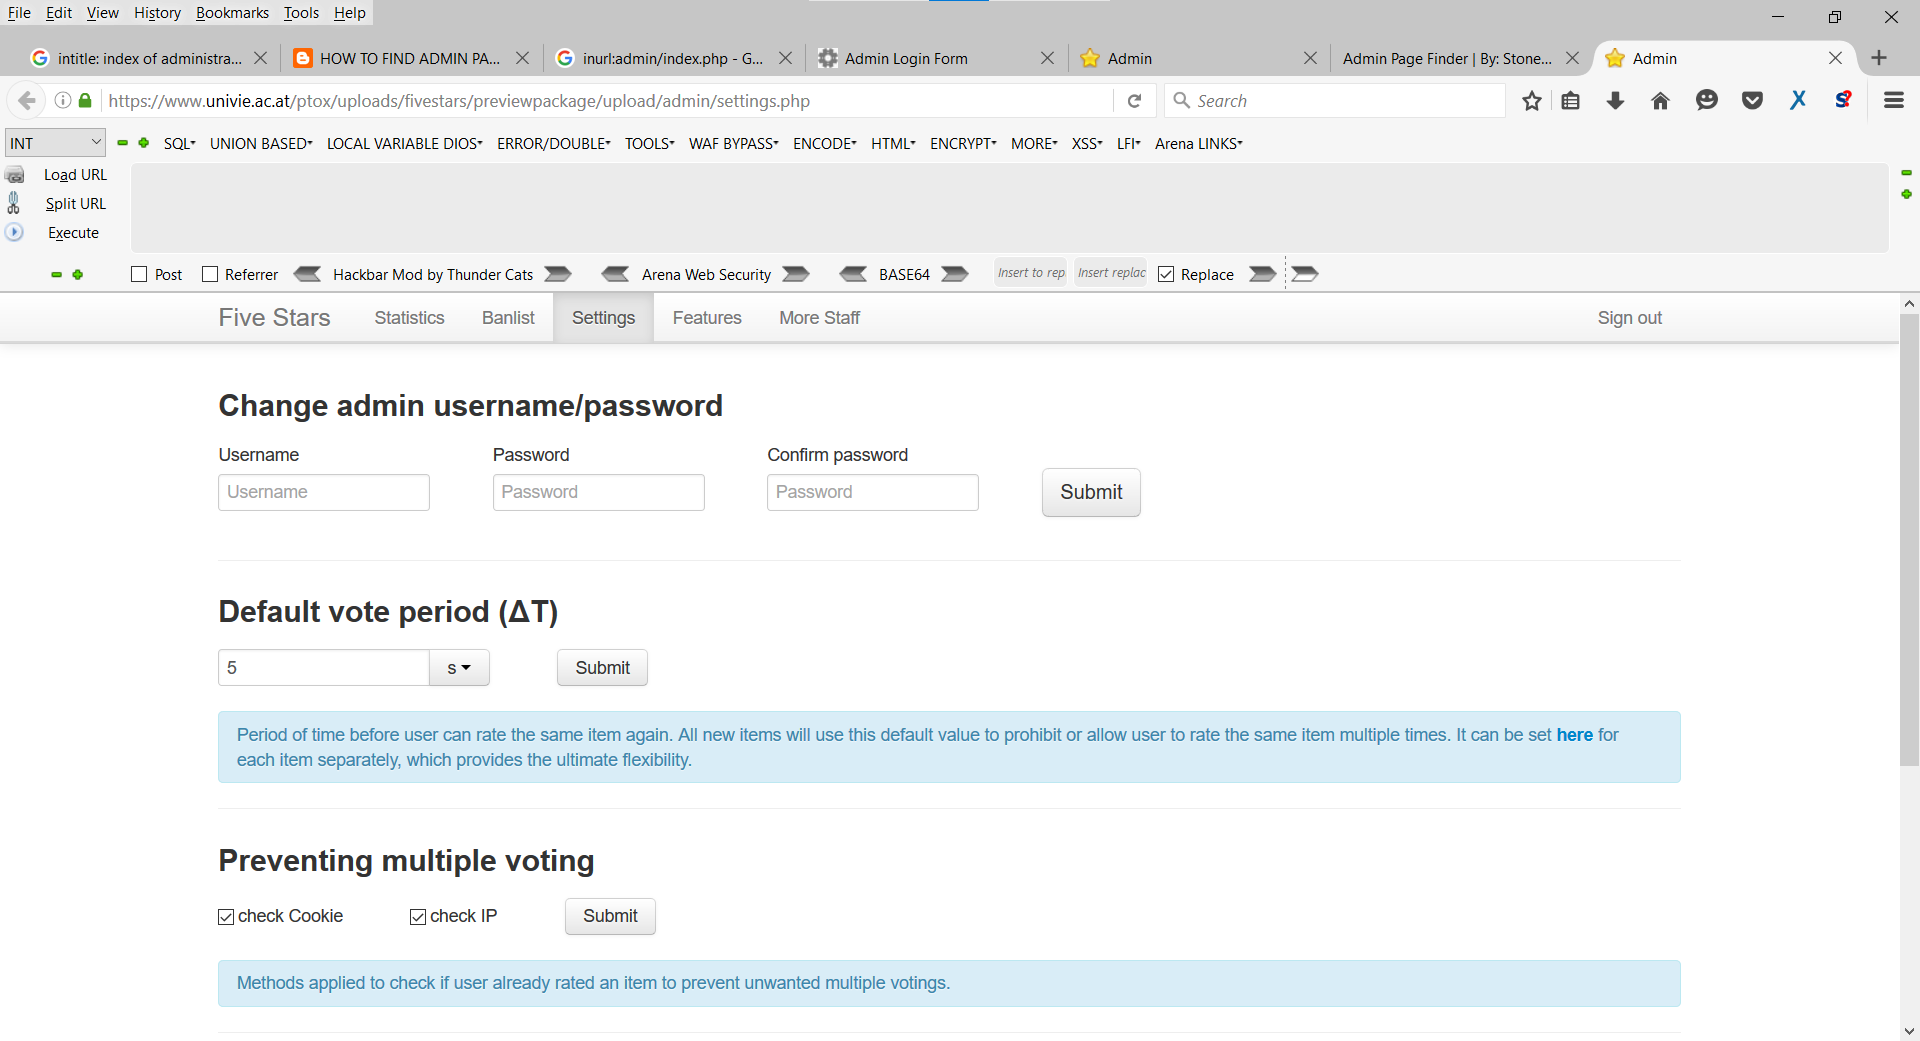 File Edit View History Bookmarks Tools Help
intitle: index of administra... HOW TO FIND ADMIN PA... inurl:admin/index.php - G... Admin Login Form Admin Admin Page Finder | By: Stone... Admin
https://www.univie.ac.at/ptox/uploads/fivestars/previewpackage/upload/admin/settings.php Search
INT SQL UNION BASED LOCAL VARIABLE DIOS ERROR/DOUBLE TOOLS WAF BYPASS ENCODE HTML ENCRYPT MORE XSS LFI Arena LINKS
Load URL
Split URL
Execute
Post Referrer Hackbar Mod by Thunder Cats Arena Web Security BASE64 Insert to rep Insert replac Replace
Five Stars Statistics Banlist Settings Features More Staff Sign out
Change admin username/password
Username Password Confirm password
Username Password Password Submit
Default vote period (ΔT)
5 s Submit
Period of time before user can rate the same item again. All new items will use this default value to prohibit or allow user to rate the same item multiple times. It can be set here for
each item separately, which provides the ultimate flexibility.
Preventing multiple voting
check Cookie check IP Submit
Methods applied to check if user already rated an item to prevent unwanted multiple votings.